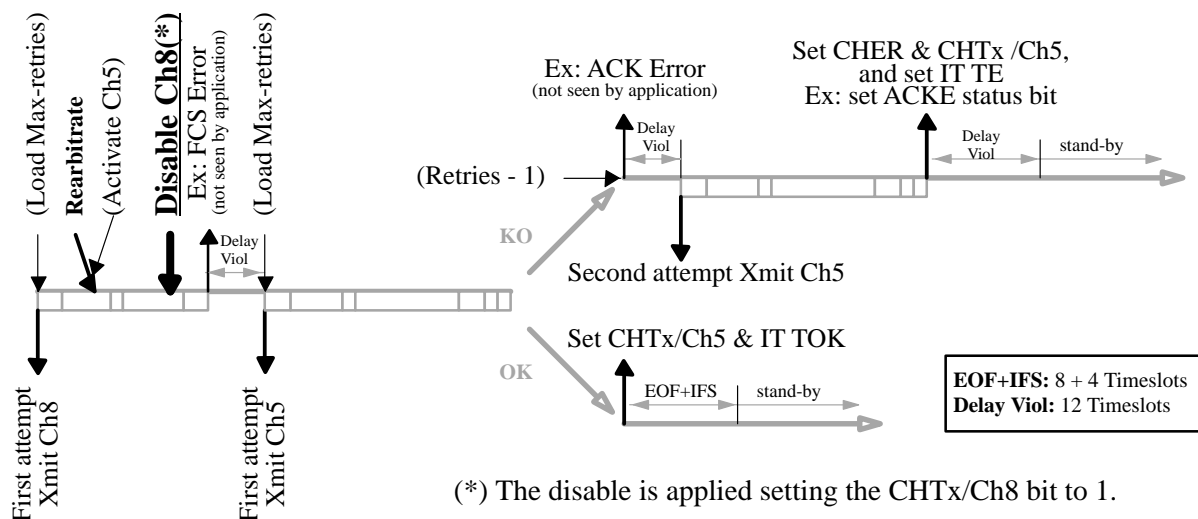 (Load Max-retries)
Rearbitrate
(Activate Ch5)
Disable Ch8(*)
Ex: FCS Error
(not seen by application)
(Load Max-retries)
Delay
Viol
First attempt
Xmit Ch8
First attempt
Xmit Ch5
KO
OK
(Retries - 1)
Ex: ACK Error
(not seen by application)
Delay
Viol
Second attempt Xmit Ch5
Set CHER & CHTx /Ch5,
and set IT TE
Ex: set ACKE status bit
Delay
Viol
stand-by
Set CHTx/Ch5 & IT TOK
EOF+IFS
stand-by
EOF+IFS: 8 + 4 Timeslots
Delay Viol: 12 Timeslots
(*) The disable is applied setting the CHTx/Ch8 bit to 1.